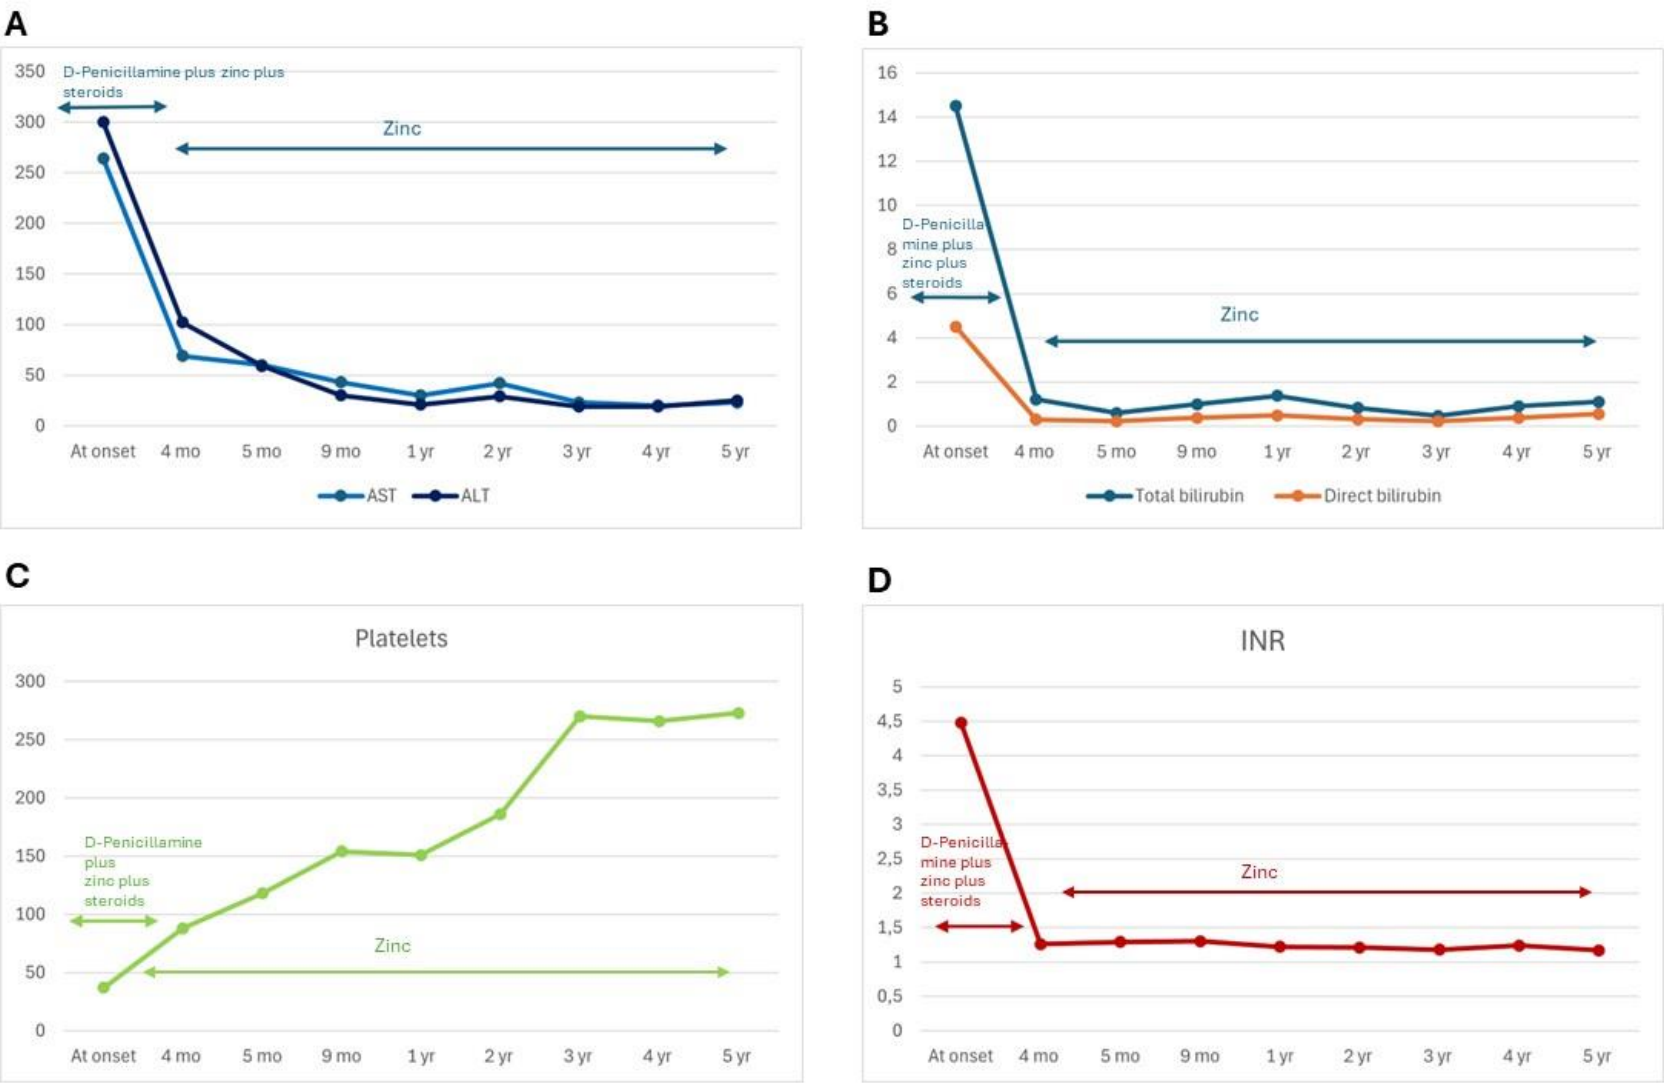 A
350
300
250
200
150
100
50
0
D-Penicillamine plus zinc plus
steroids
Zinc
At onset 4 mo 5 mo 9 mo 1 yr 2 yr 3 yr 4 yr 5 yr
AST ALT
B
16
14
12
10
8
6
4
2
0
D-Penicilla
mine plus
zinc plus
steroids
Zinc
At onset 4 mo 5 mo 9 mo 1 yr 2 yr 3 yr 4 yr 5 yr
Total bilirubin Direct bilirubin
C
Platelets
300
250
200
150
100
50
0
D-Penicillamine
plus
zinc plus
steroids
Zinc
At onset 4 mo 5 mo 9 mo 1 yr 2 yr 3 yr 4 yr 5 yr
D
INR
5
4,5
4
3,5
3
2,5
2
1,5
1
0,5
0
D-Penicilla-
mine plus
zinc plus
steroids
Zinc
At onset 4 mo 5 mo 9 mo 1 yr 2 yr 3 yr 4 yr 5 yr